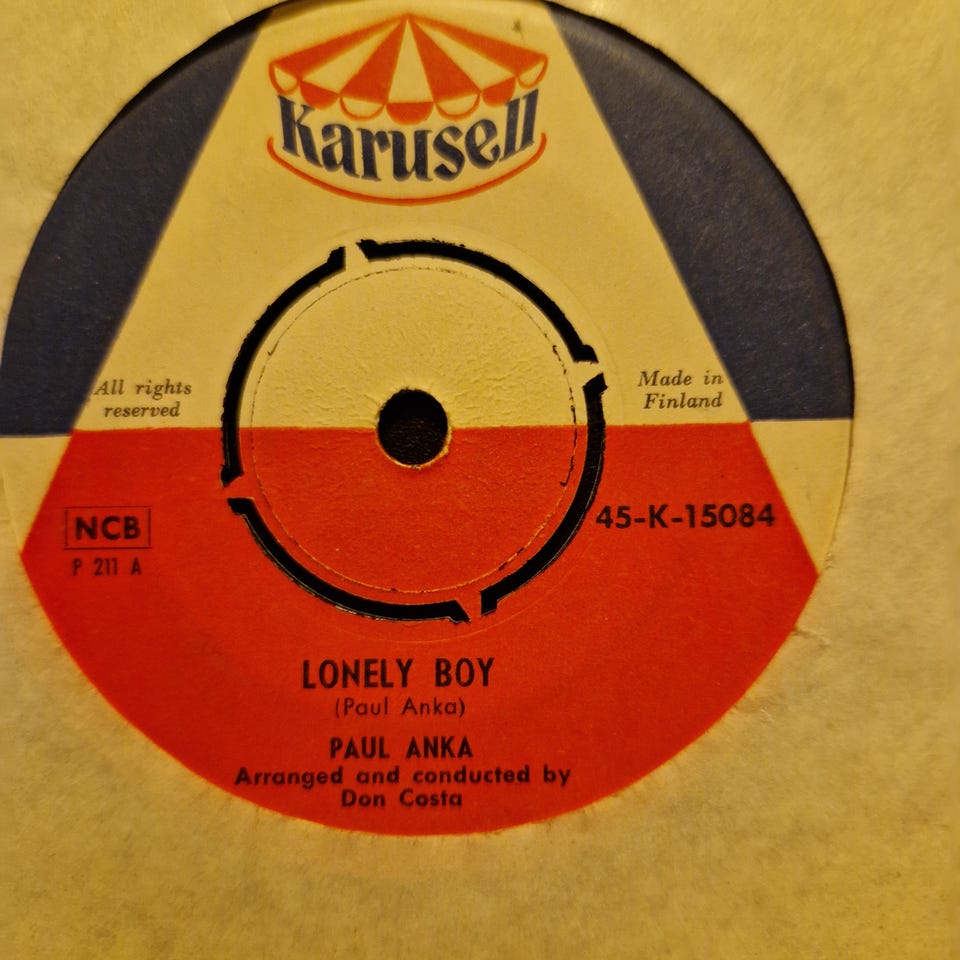 Karusell
All rights
reserved
Made in
Finland
NCB
P 211 A
45-K-15084
LONELY BOY
(Paul Anka)
PAUL ANKA
Arranged and conducted by
Don Costa